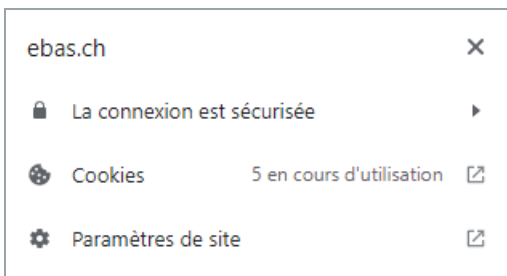 ebas.ch
La connexion est sécurisée
Cookies 5 en cours d'utilisation
Paramètres de site